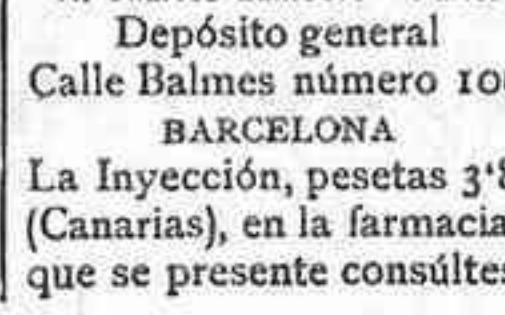 Depósito general
Calle Balmes número
BARCELONA
La Inyección, pesetas
(Canarias), en la farmacia
que se presente